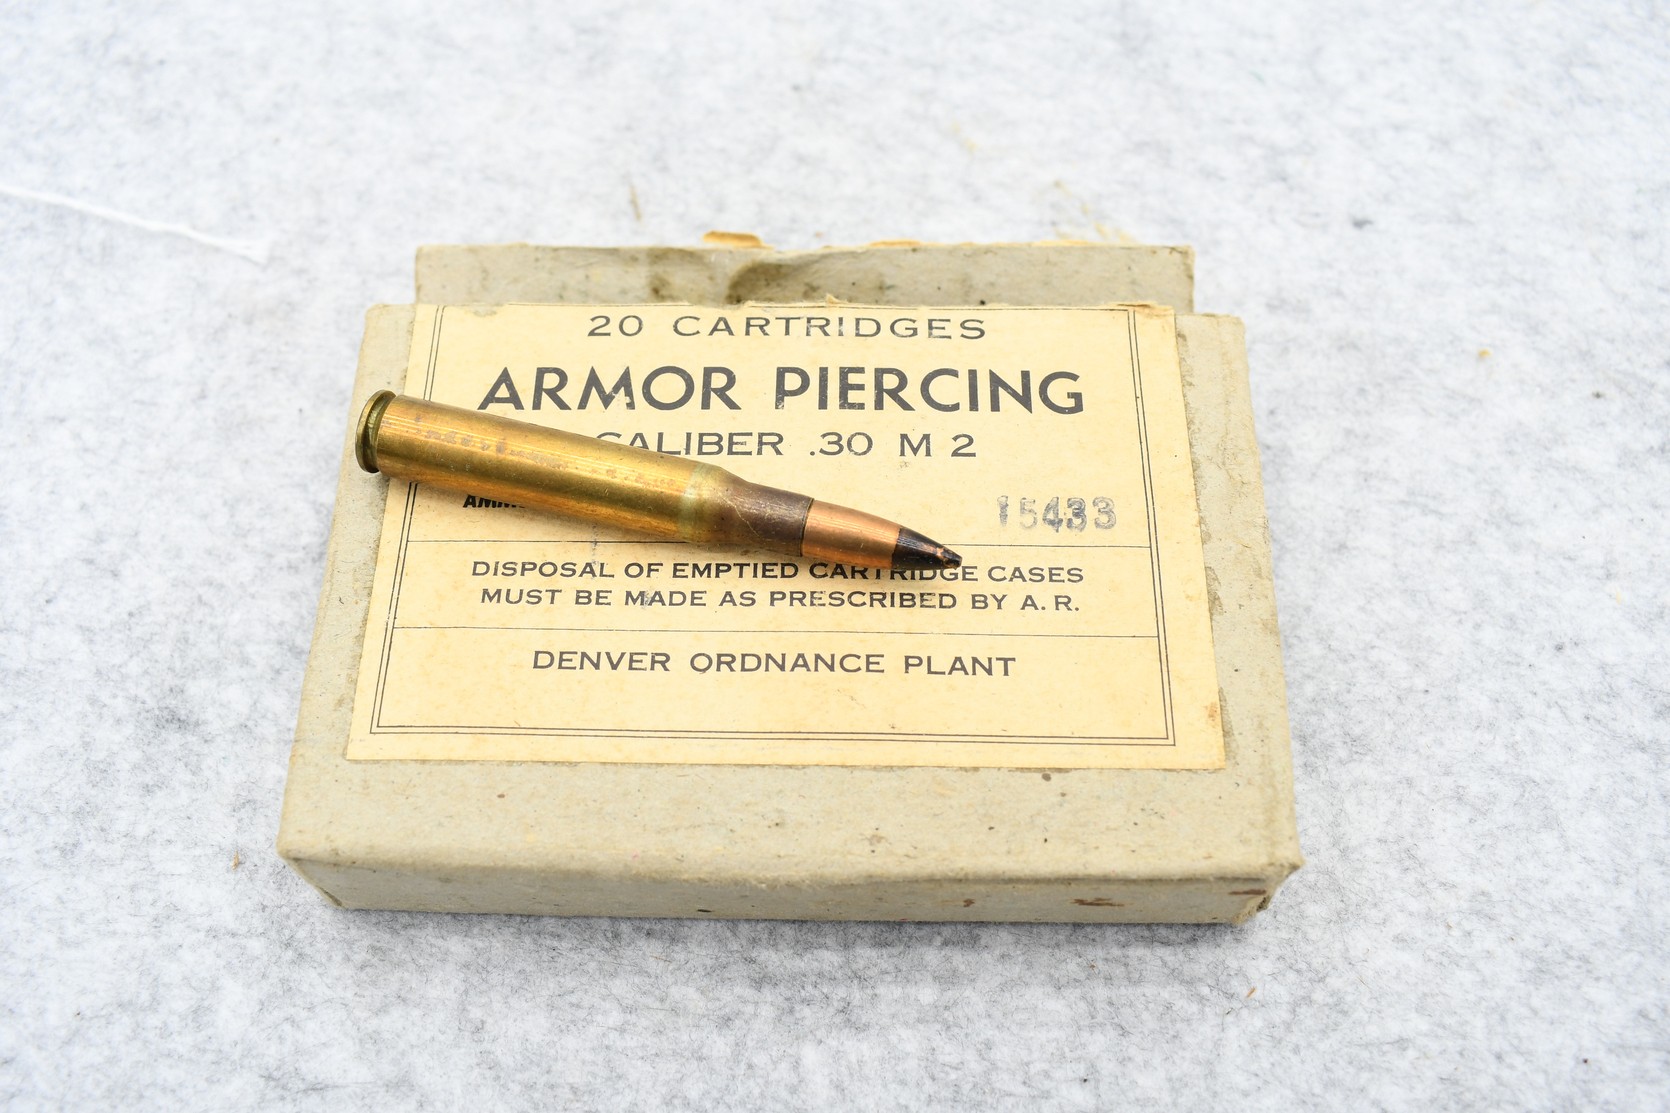 20 CARTRIDGES
ARMOR PIERCING
CALIBER .30 M 2
15433
DISPOSAL OF EMPTIED CARTRIDGE CASES
MUST BE MADE AS PRESCRIBED BY A. R.
DENVER ORDNANCE PLANT